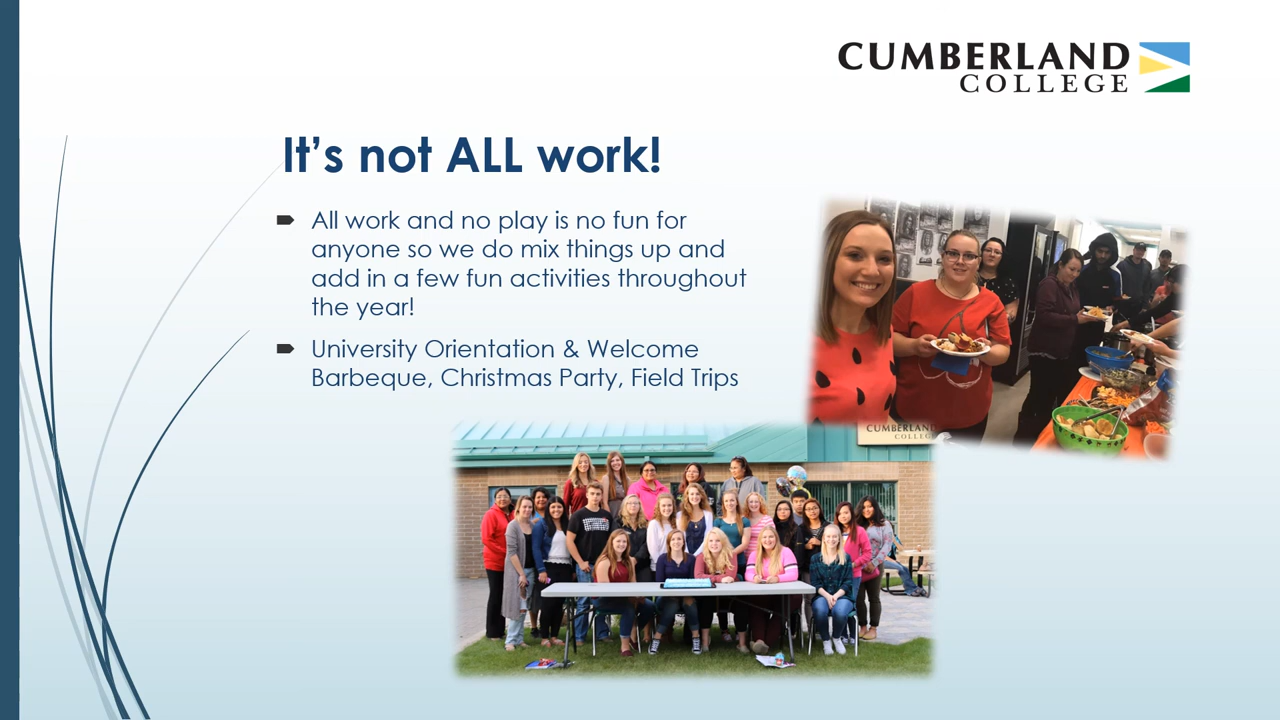 CUMBERLAND
COLLEGE
It’s not ALL work!
All work and no play is no fun for
anyone so we do mix things up and
add in a few fun activities throughout
the year!
University Orientation & Welcome
Barbeque, Christmas Party, Field Trips
CUMBERLAND
COLLEGE